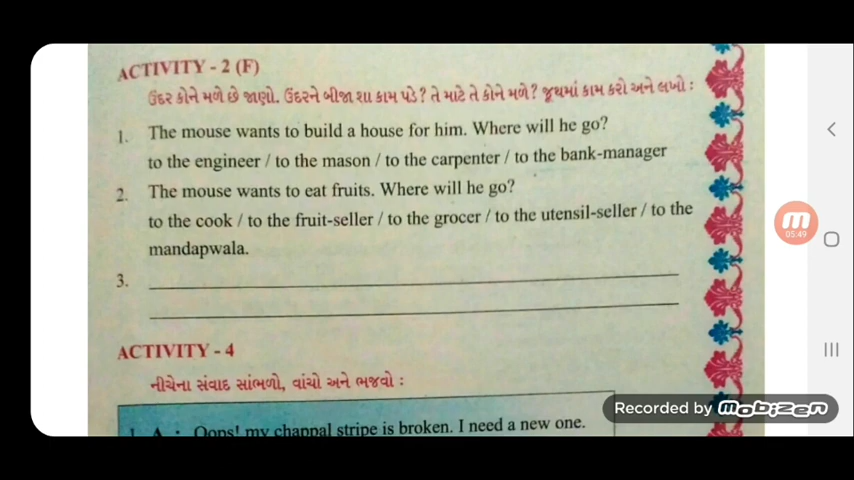 ACTIVITY - 2 (F)
ઉંદર કોને મળે છે જાણો. ઉંદરને બીજા શા કામ પડે? તે માટે તે કોને મળે? જૂથમાં કામ કરો અને લખો :
1. The mouse wants to build a house for him. Where will he go?
to the engineer / to the mason / to the carpenter / to the bank-manager
2. The mouse wants to eat fruits. Where will he go?
to the cook / to the fruit-seller / to the grocer / to the utensil-seller / to the
mandapwala.
3.
ACTIVITY - 4
નીચેના સંવાદ સાંભળો, વાંચો અને ભજવો :
1. A : Oops! my chappal stripe is broken. I need a new one.
05:49
Recorded by mobizen